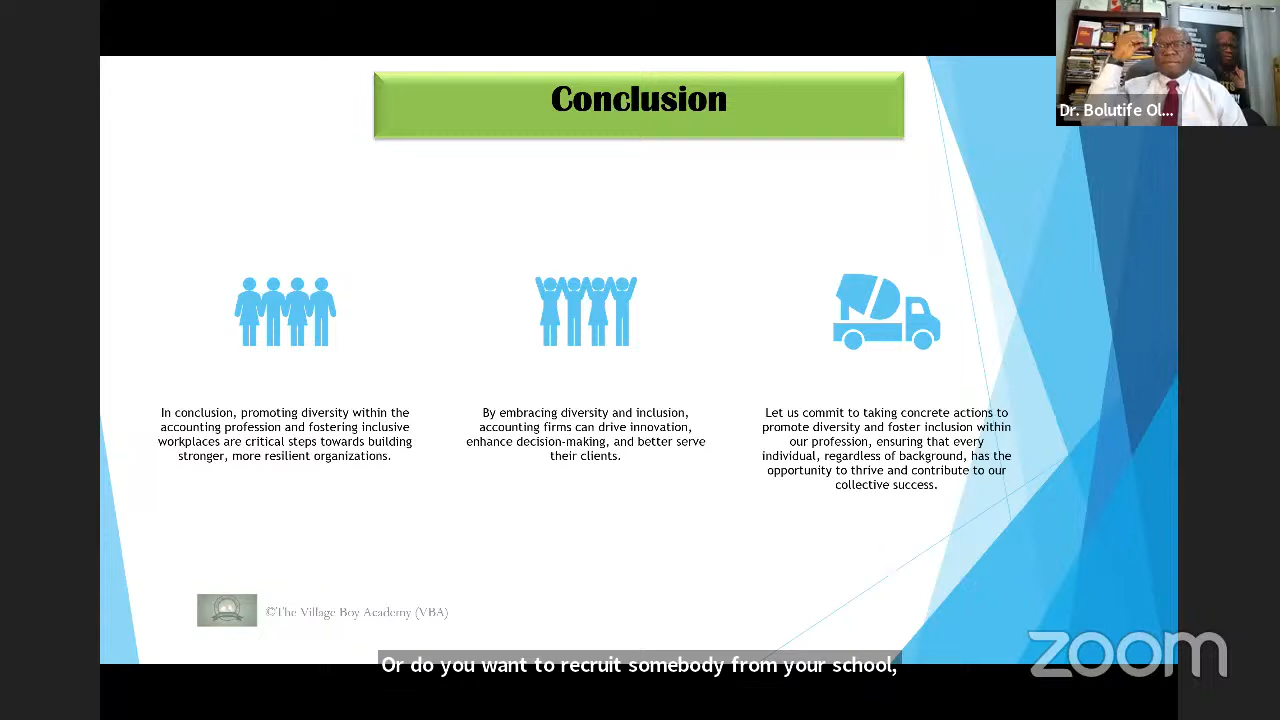 Conclusion
Dr. Bolutife Ol...
In conclusion, promoting diversity within the
accounting profession and fostering inclusive
workplaces are critical steps towards building
stronger, more resilient organizations.
By embracing diversity and inclusion,
accounting firms can drive innovation,
enhance decision-making, and better serve
their clients.
Let us commit to taking concrete actions to
promote diversity and foster inclusion within
our profession, ensuring that every
individual, regardless of background, has the
opportunity to thrive and contribute to our
collective success.
©The Village Boy Academy (VBA)
zoom
Or do you want to recruit somebody from your school,